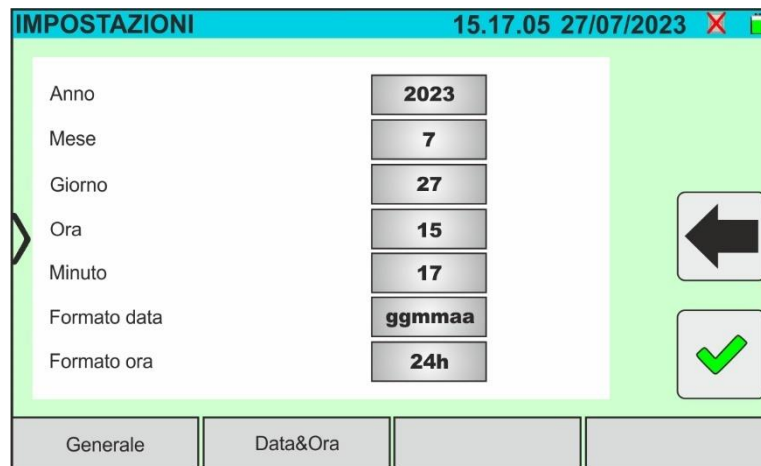 IMPOSTAZIONI 15.17.05 27/07/2023
Anno 2023
Mese 7
Giorno 27
Ora 15
Minuto 17
Formato data ggmmaa
Formato ora 24h
Generale Data&Ora